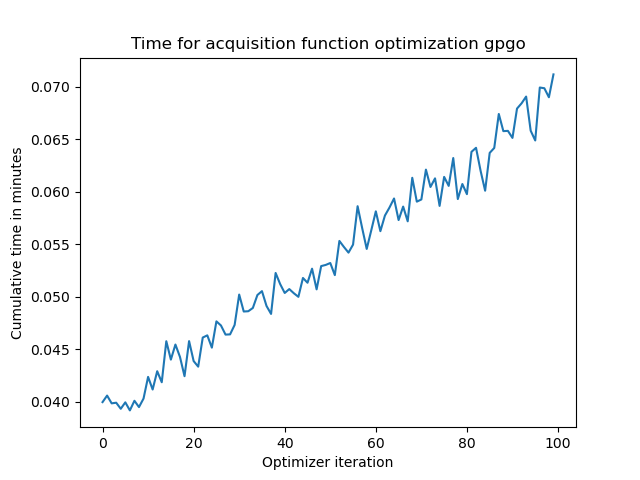 Time for acquisition function optimization gpgo
0.070
0.065
0.060
0.055
0.050
0.045
0.040
Cumulative time in minutes
0 20 40 60 80 100
Optimizer iteration